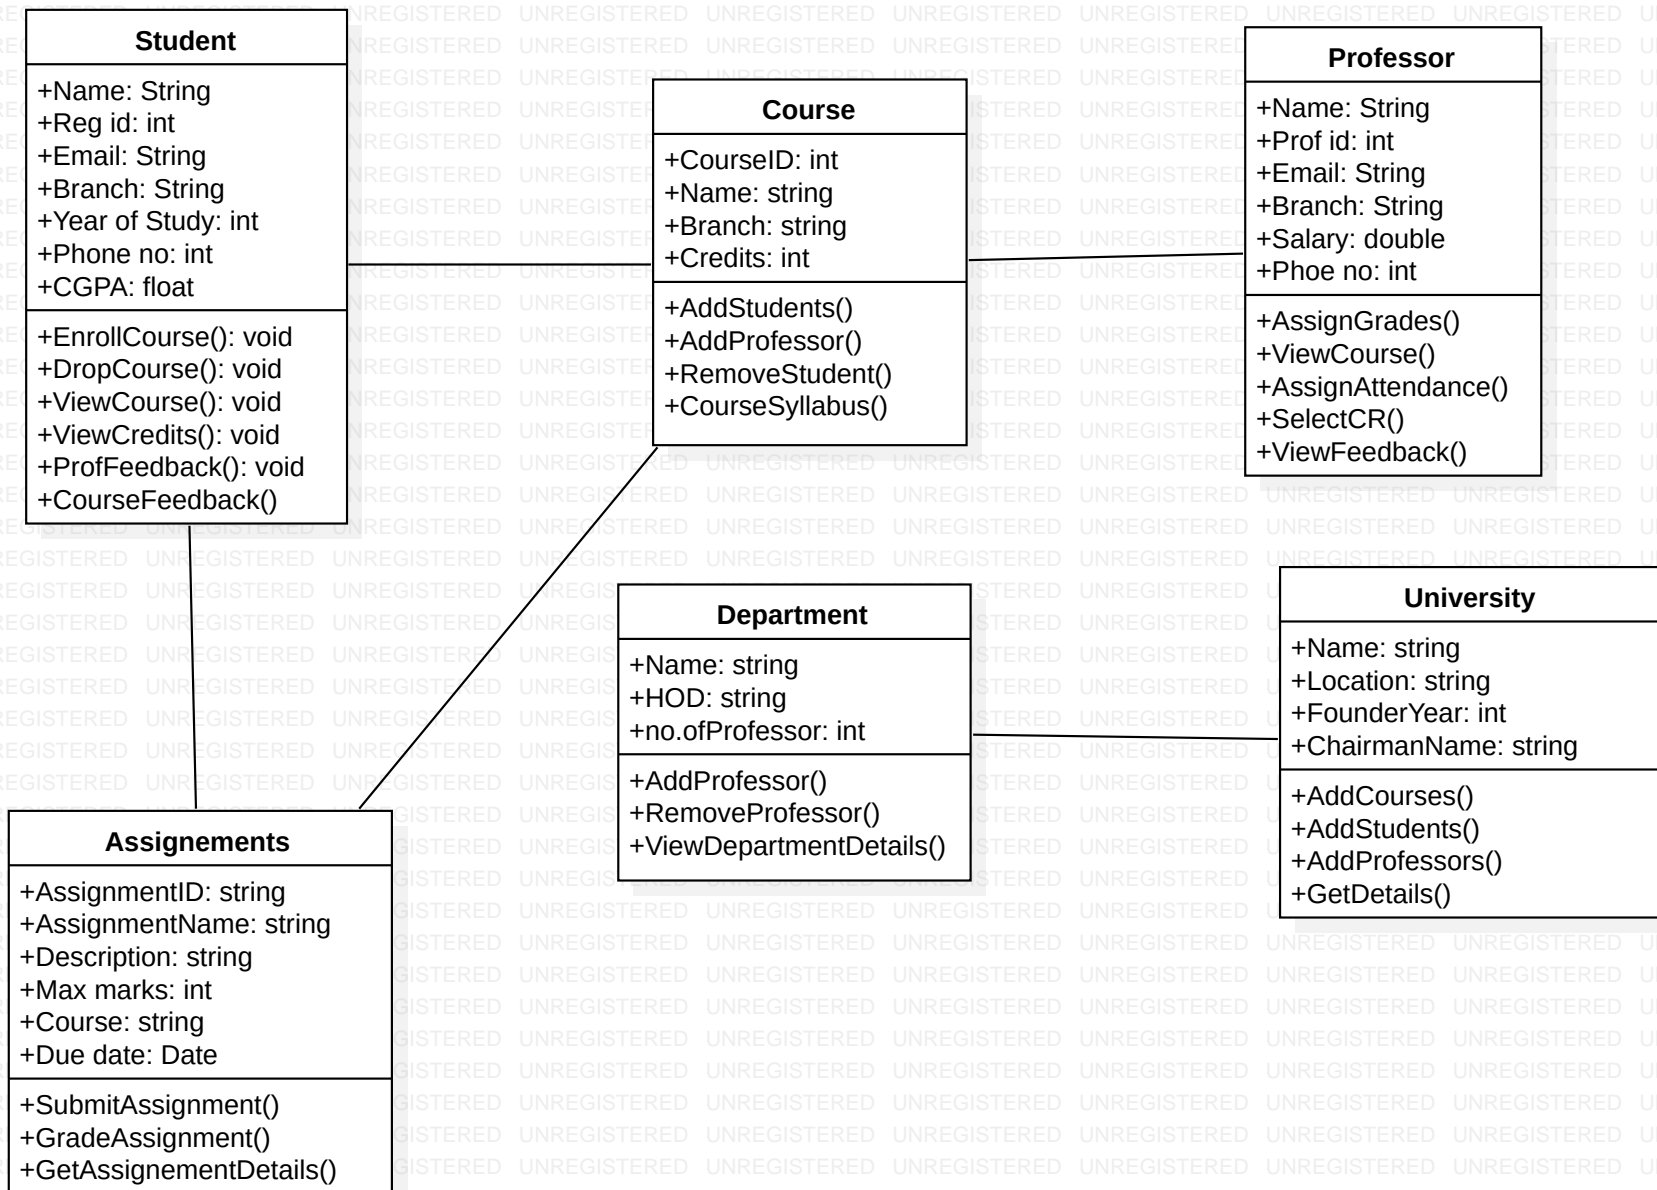 Student
+Name: String
+Reg id: int
+Email: String
+Branch: String
+Year of Study: int
+Phone no: int
+CGPA: float
+EnrollCourse(): void
+DropCourse(): void
+ViewCourse(): void
+ViewCredits(): void
+ProfFeedback(): void
+CourseFeedback()
Course
+CourseID: int
+Name: string
+Branch: string
+Credits: int
+AddStudents()
+AddProfessor()
+RemoveStudent()
+CourseSyllabus()
Professor
+Name: String
+Prof id: int
+Email: String
+Branch: String
+Salary: double
+Phoe no: int
+AssignGrades()
+ViewCourse()
+AssignAttendance()
+SelectCR()
+ViewFeedback()
Department
+Name: string
+HOD: string
+no.ofProfessor: int
+AddProfessor()
+RemoveProfessor()
+ViewDepartmentDetails()
University
+Name: string
+Location: string
+FounderYear: int
+ChairmanName: string
+AddCourses()
+AddStudents()
+AddProfessors()
+GetDetails()
Assignements
+AssignmentID: string
+AssignmentName: string
+Description: string
+Max marks: int
+Course: string
+Due date: Date
+SubmitAssignment()
+GradeAssignment()
+GetAssignementDetails()